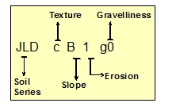 Texture Gravelliness
JLD c B 1 g0
Soil Series
Slope
Erosion